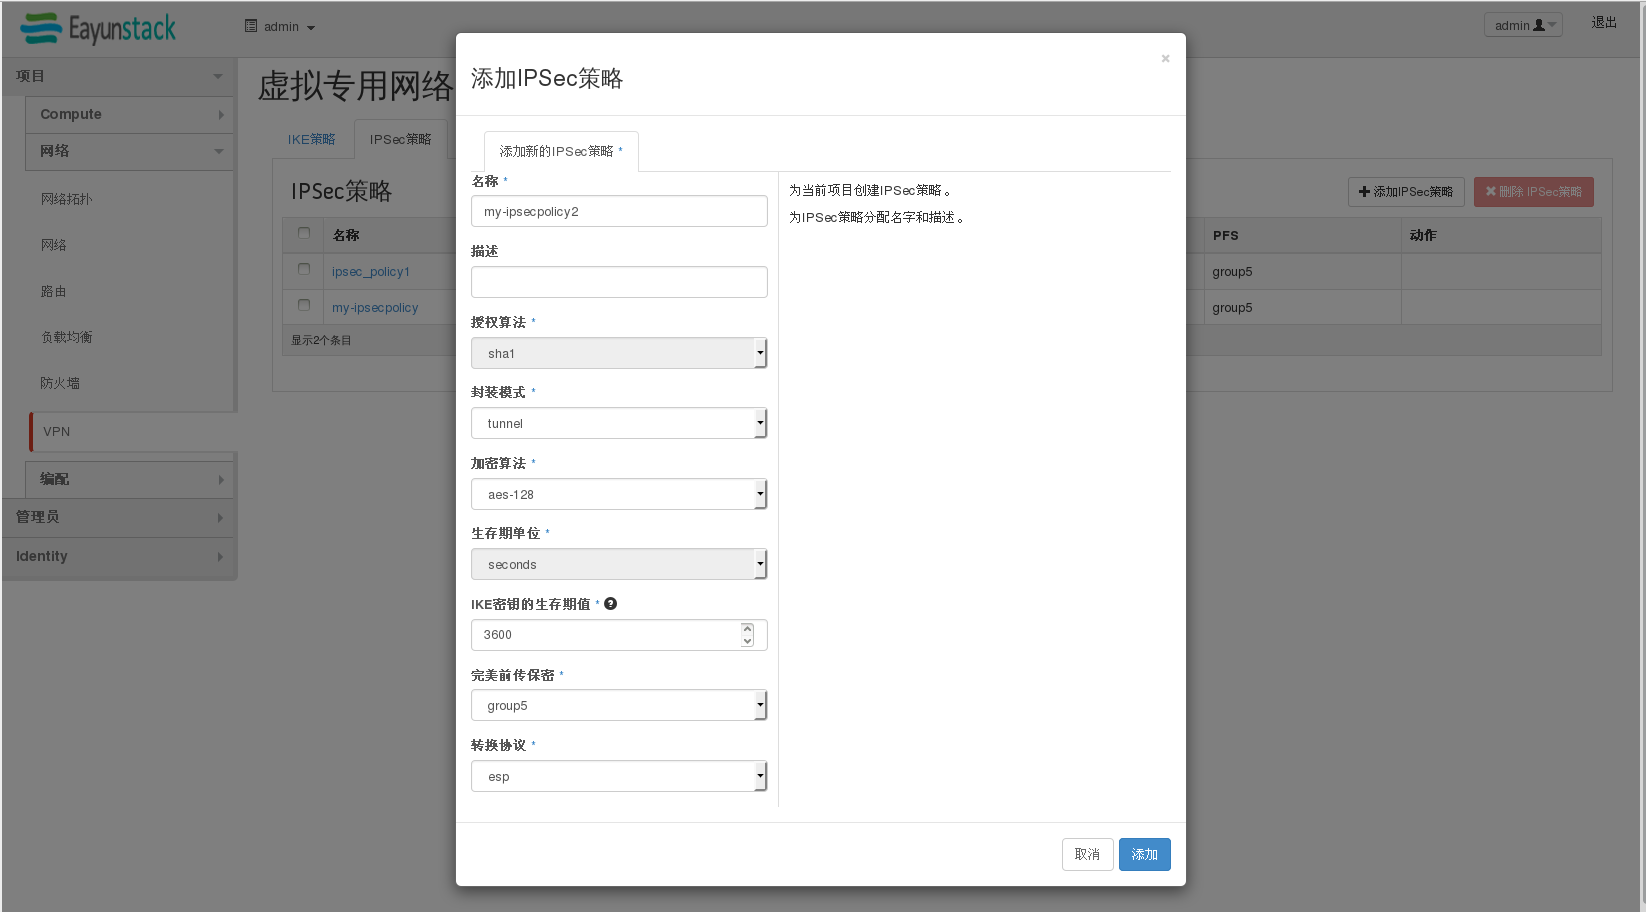 Eayunstack
admin
admin
退出
项目
Compute
网络
网络拓扑
网络
路由
负载均衡
防火墙
VPN
编配
管理员
Identity
虚拟专用网络
IKE策略
IPSec策略
IPSec策略
添加IPSec策略
删除 IPSec策略
名称
PFS
动作
ipsec_policy1
group5
my-ipsecpolicy
group5
显示2个条目
添加IPSec策略
×
添加新的IPSec策略 *
名称 *
my-ipsecpolicy2
描述
授权算法 *
sha1
封装模式 *
tunnel
加密算法 *
aes-128
生存期单位 *
seconds
IKE密钥的生存期值 *
3600
完美前传保密 *
group5
转换协议 *
esp
为当前项目创建IPSec策略。
为IPSec策略分配名字和描述。
取消
添加